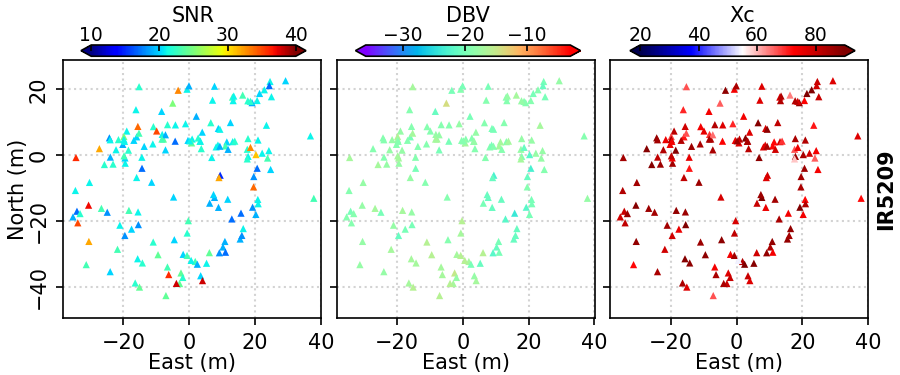 SNR DBV Xc
10 20 30 40 −30 −20 −10 20 40 60 80
20
0
−20
−40
North (m)
IR5209
−20 0 20 40 −20 0 20 40 −20 0 20 40
East (m) East (m) East (m)